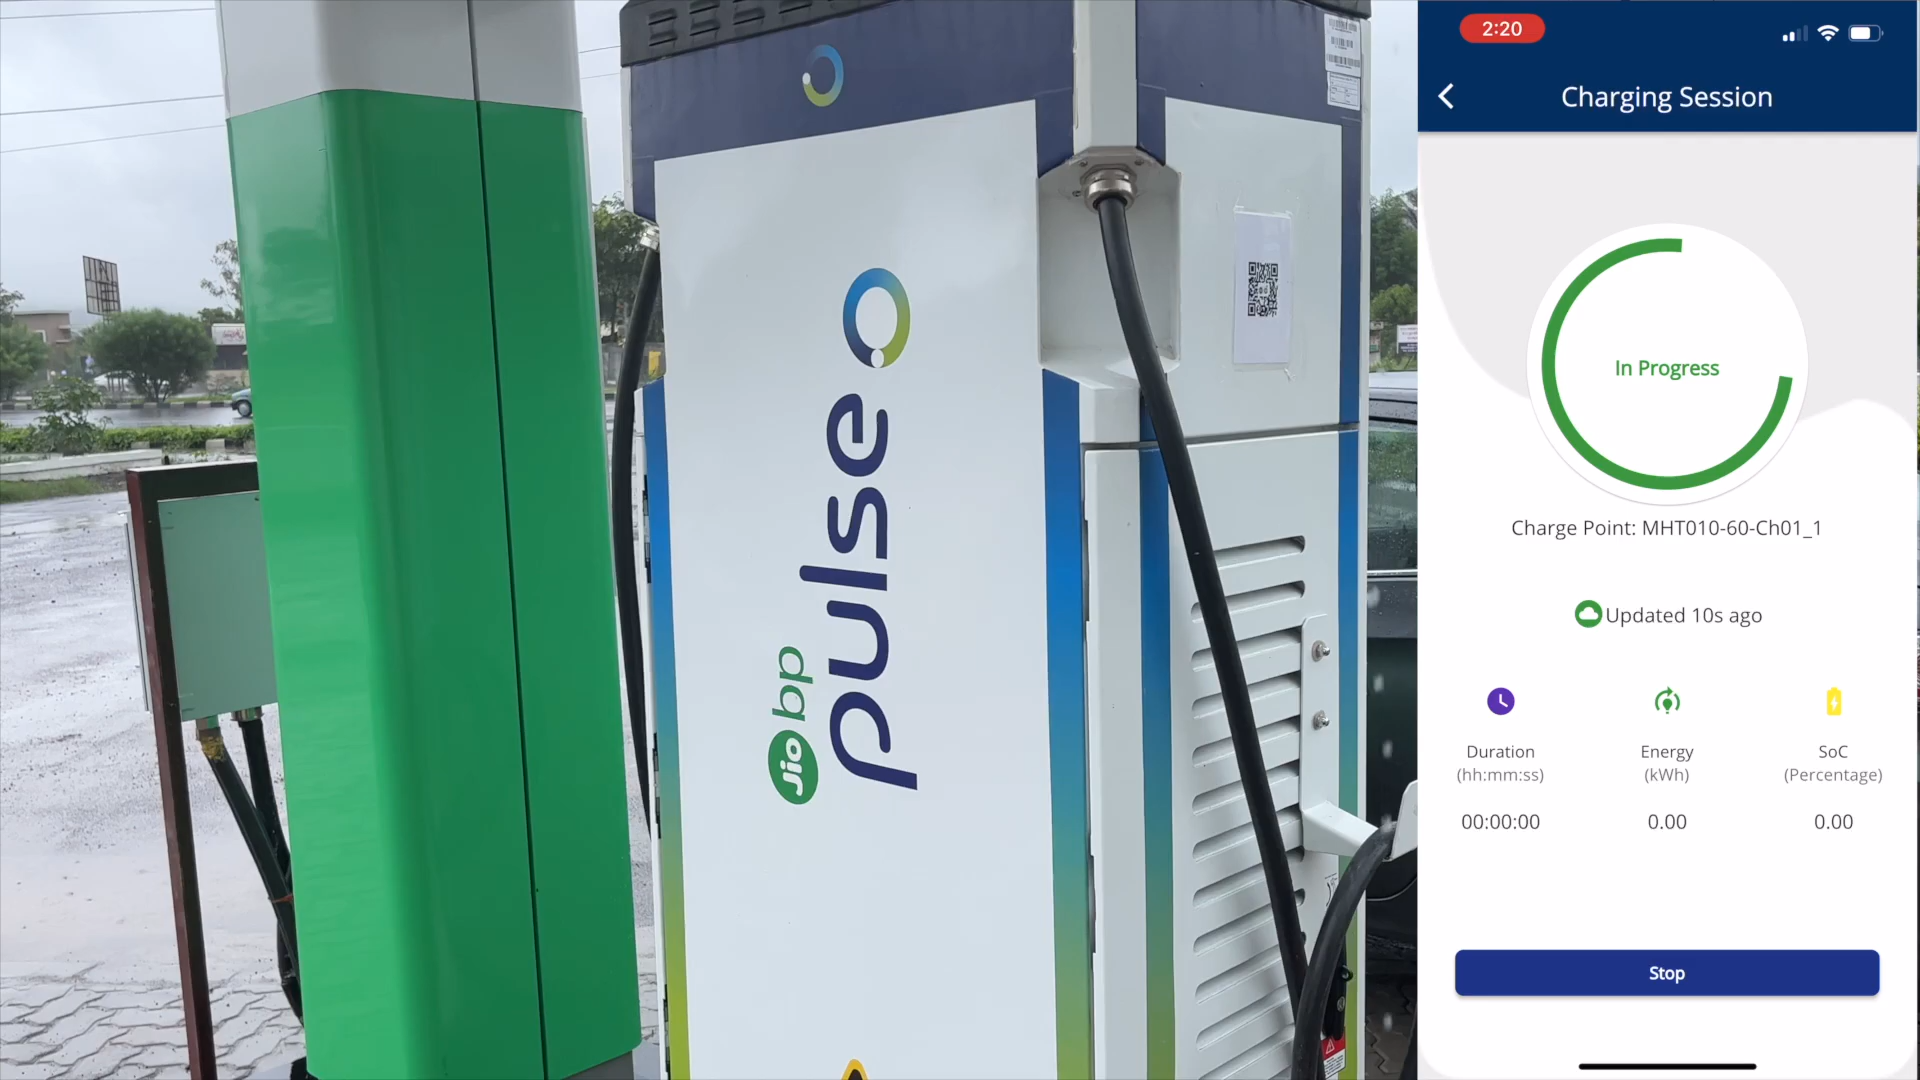 Jio bp
pulse
2:20
Charging Session
In Progress
Charge Point: MHT010-60-Ch01_1
Updated 10s ago
Duration
(hh:mm:ss)
00:00:00
Energy
(kWh)
0.00
SoC
(Percentage)
0.00
Stop